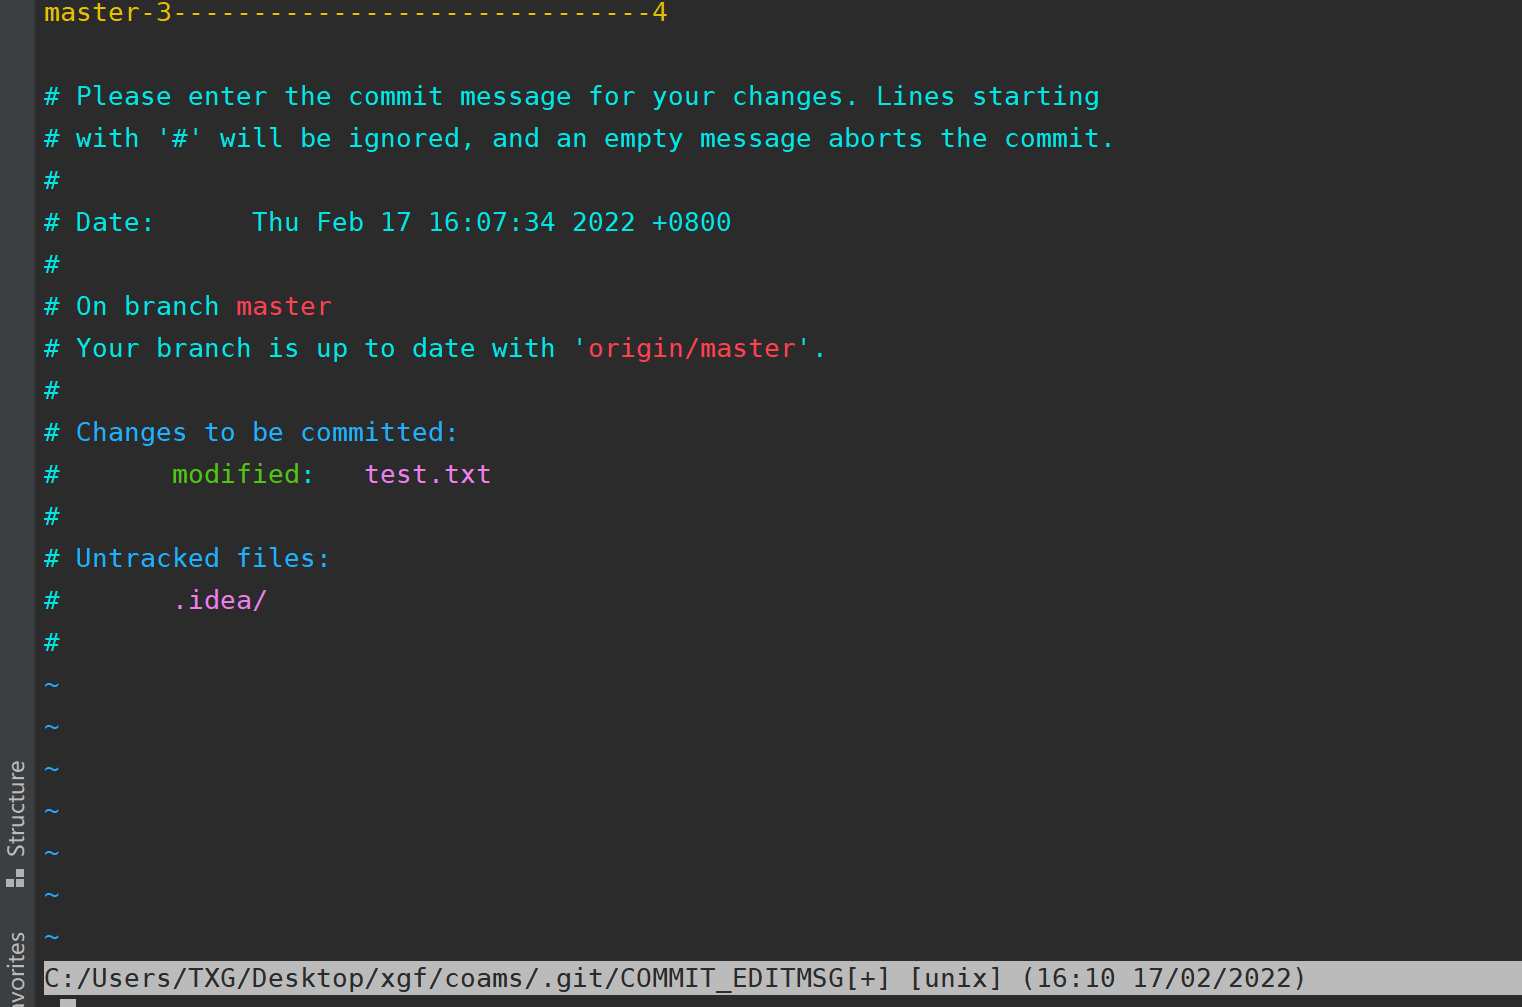 master-3------------------------------4
# Please enter the commit message for your changes. Lines starting
# with '#' will be ignored, and an empty message aborts the commit.
#
# Date:      Thu Feb 17 16:07:34 2022 +0800
#
# On branch master
# Your branch is up to date with 'origin/master'.
#
# Changes to be committed:
#       modified:   test.txt
#
# Untracked files:
#       .idea/
#
~
~
~
~
~
~
~
C:/Users/TXG/Desktop/xgf/coams/.git/COMMIT_EDITMSG[+] [unix] (16:10 17/02/2022)
Structure
avorites